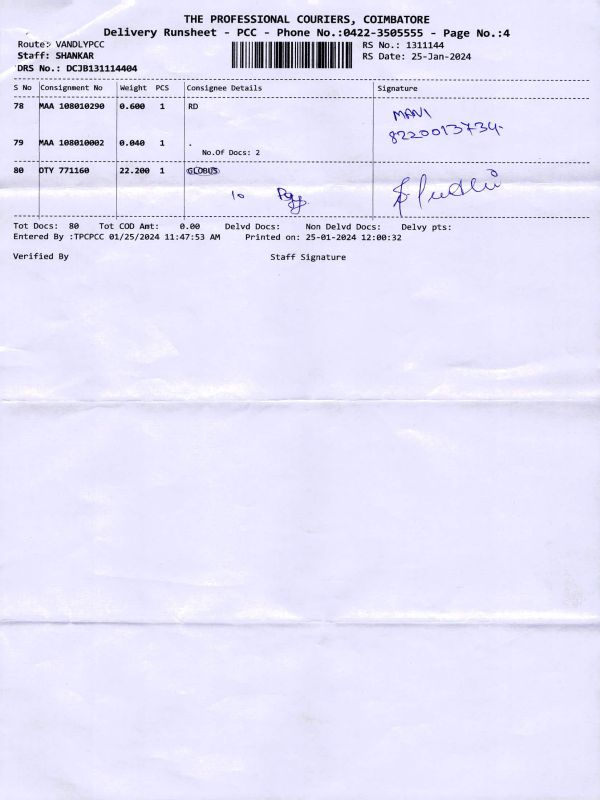 THE PROFESSIONAL COURIERS, COIMBATORE
Delivery Runsheet - PCC - Phone No.:0422-3505555 - Page No.:4
Route: VANDLYPCC RS No.: 1311144
Staff: SHANKAR RS Date: 25-Jan-2024
DRS No.: DCJB131114404
S No Consignment No Weight PCS Consignee Details Signature
78 MAA 108010290 0.600 1 RD
MANI
8220013734-
79 MAA 108010002 0.040 1 .
No.Of Docs: 2
80 DTY 771160 22.200 1 GLOBUS
10
Tot Docs: 80 Tot COD Amt: 0.00 Delvd Docs: Non Delvd Docs: Delvy pts:
Entered By :TPCPCC 01/25/2024 11:47:53 AM Printed on: 25-01-2024 12:00:32
Verified By Staff Signature